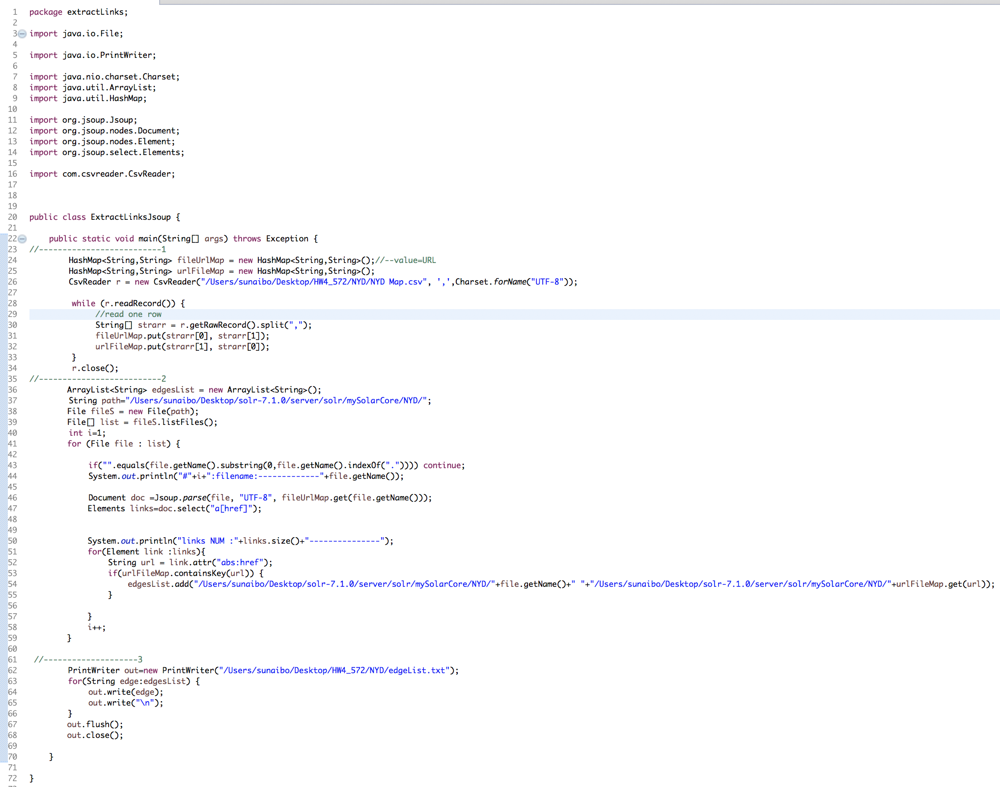 1 package extractLinks;
2
3 import java.io.File;
4
5 import java.io.PrintWriter;
6
7 import java.nio.charset.Charset;
8 import java.util.ArrayList;
9 import java.util.HashMap;
10
11 import org.jsoup.Jsoup;
12 import org.jsoup.nodes.Document;
13 import org.jsoup.nodes.Element;
14 import org.jsoup.select.Elements;
15
16 import com.csvreader.CsvReader;
17
18
19
20 public class ExtractLinksJsoup {
21
22 public static void main(String[] args) throws Exception {
23 //--------------------------1
24 HashMap<String,String> fileUrlMap = new HashMap<String,String>();//--value=URL
25 HashMap<String,String> urlFileMap = new HashMap<String,String>();
26 CsvReader r = new CsvReader("/Users/sunaibo/Desktop/HW4_572/NYD/NYD Map.csv", ',',Charset.forName("UTF-8"));
27
28 while (r.readRecord()) {
29 //read one row
30 String[] strarr = r.getRawRecord().split(",");
31 fileUrlMap.put(strarr[0], strarr[1]);
32 urlFileMap.put(strarr[1], strarr[0]);
33 }
34 r.close();
35 //--------------------------2
36 ArrayList<String> edgesList = new ArrayList<String>();
37 String path="/Users/sunaibo/Desktop/solr-7.1.0/server/solr/mySolarCore/NYD/";
38 File fileS = new File(path);
39 File[] list = fileS.listFiles();
40 int i=1;
41 for (File file : list) {
42
43 if("".equals(file.getName().substring(0,file.getName().indexOf(".")))) continue;
44 System.out.println("#"+i+":filename:-------------"+file.getName());
45
46 Document doc =Jsoup.parse(file, "UTF-8", fileUrlMap.get(file.getName()));
47 Elements links=doc.select("a[href]");
48
49
50 System.out.println("links NUM :"+links.size()+"---------------");
51 for(Element link :links){
52 String url = link.attr("abs:href");
53 if(urlFileMap.containsKey(url)) {
54 edgesList.add("/Users/sunaibo/Desktop/solr-7.1.0/server/solr/mySolarCore/NYD/"+file.getName()+" "+"/Users/sunaibo/Desktop/solr-7.1.0/server/solr/mySolarCore/NYD/"+urlFileMap.get(url));
55 }
56
57 }
58 i++;
59 }
60
61 //--------------------3
62 PrintWriter out=new PrintWriter("/Users/sunaibo/Desktop/HW4_572/NYD/edgeList.txt");
63 for(String edge:edgesList) {
64 out.write(edge);
65 out.write("\n");
66 }
67 out.flush();
68 out.close();
69
70 }
71
72 }